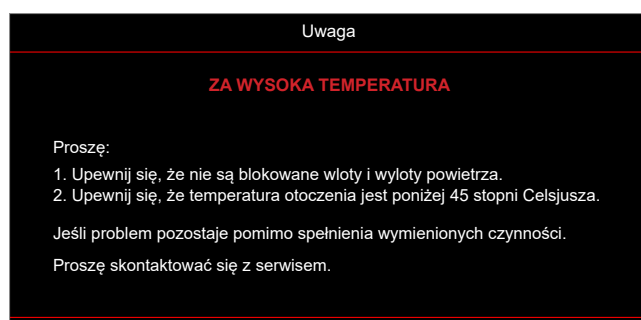 Uwaga
ZA WYSOKA TEMPERATURA
Proszę:
1. Upewnij się, że nie są blokowane wloty i wyloty powietrza.
2. Upewnij się, że temperatura otoczenia jest poniżej 45 stopni Celsjusza.
Jeśli problem pozostaje pomimo spełnienia wymienionych czynności.
Proszę skontaktować się z serwisem.